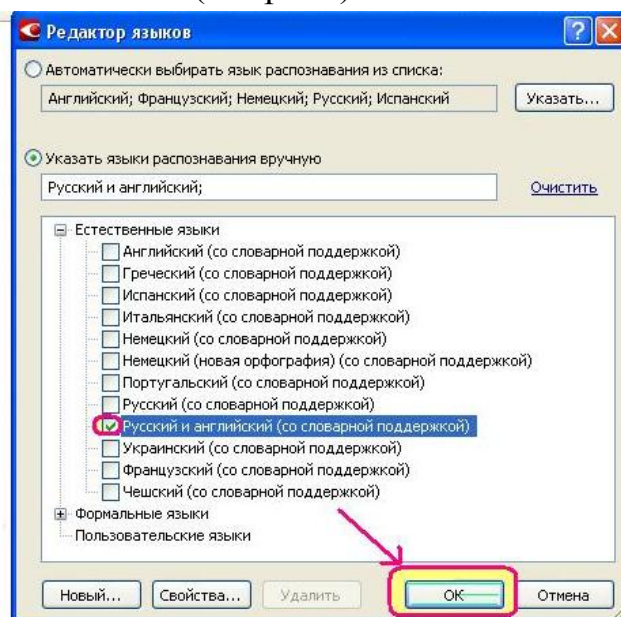 Редактор языков
Автоматически выбирать язык распознавания из списка:
Английский; Французский; Немецкий; Русский; Испанский
Указать...
Указать языки распознавания вручную
Русский и английский;
Очистить
Естественные языки
Английский (со словарной поддержкой)
Греческий (со словарной поддержкой)
Испанский (со словарной поддержкой)
Итальянский (со словарной поддержкой)
Немецкий (со словарной поддержкой)
Немецкий (новая орфография) (со словарной поддержкой)
Португальский (со словарной поддержкой)
Русский (со словарной поддержкой)
Русский и английский (со словарной поддержкой)
Украинский (со словарной поддержкой)
Французский (со словарной поддержкой)
Чешский (со словарной поддержкой)
Формальные языки
Пользовательские языки
Новый... Свойства... Удалить ОК Отмена